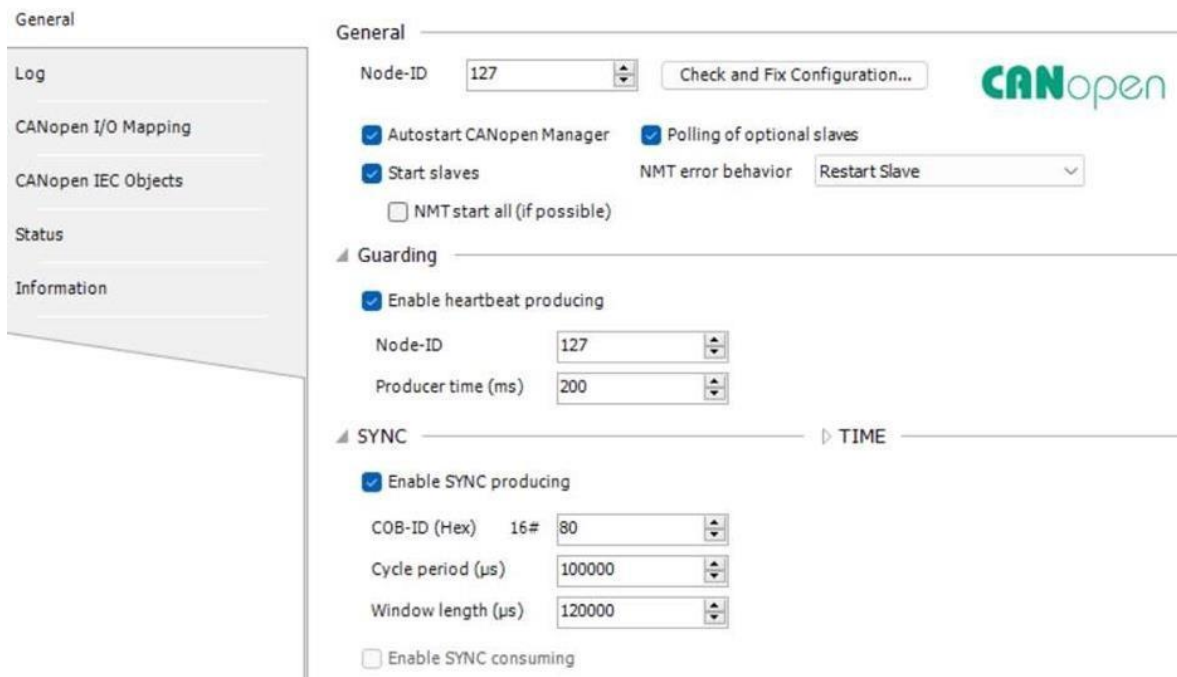 General
Log
CANopen I/O Mapping
CANopen IEC Objects
Status
Information
General
Node-ID 127 Check and Fix Configuration...
CANopen
Autostart CANopen Manager Polling of optional slaves
Start slaves NMT error behavior Restart Slave
NMT start all (if possible)
Guarding
Enable heartbeat producing
Node-ID 127
Producer time (ms) 200
SYNC TIME
Enable SYNC producing
COB-ID (Hex) 16# 80
Cycle period (µs) 100000
Window length (µs) 120000
Enable SYNC consuming